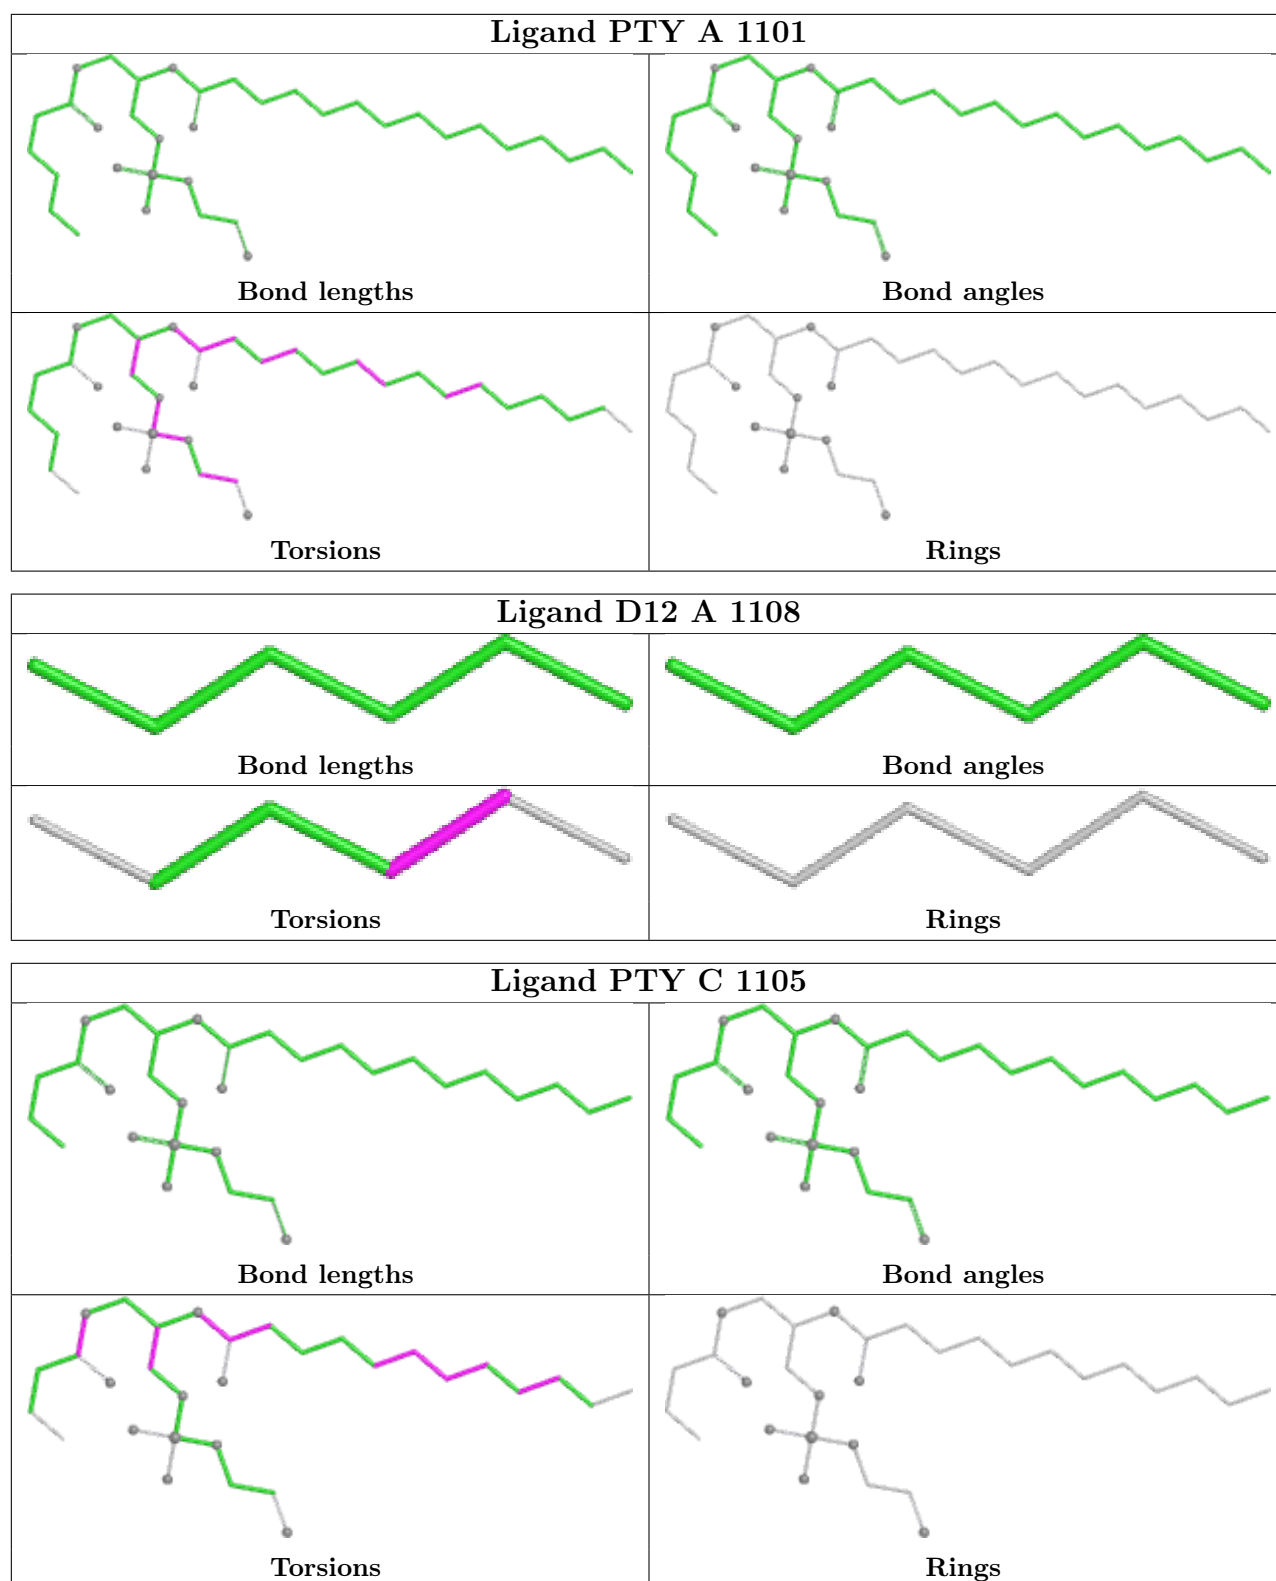 Ligand PTY A 1101
Bond lengths
Bond angles
Torsions
Rings
Ligand D12 A 1108
Bond lengths
Bond angles
Torsions
Rings
Ligand PTY C 1105
Bond lengths
Bond angles
Torsions
Rings